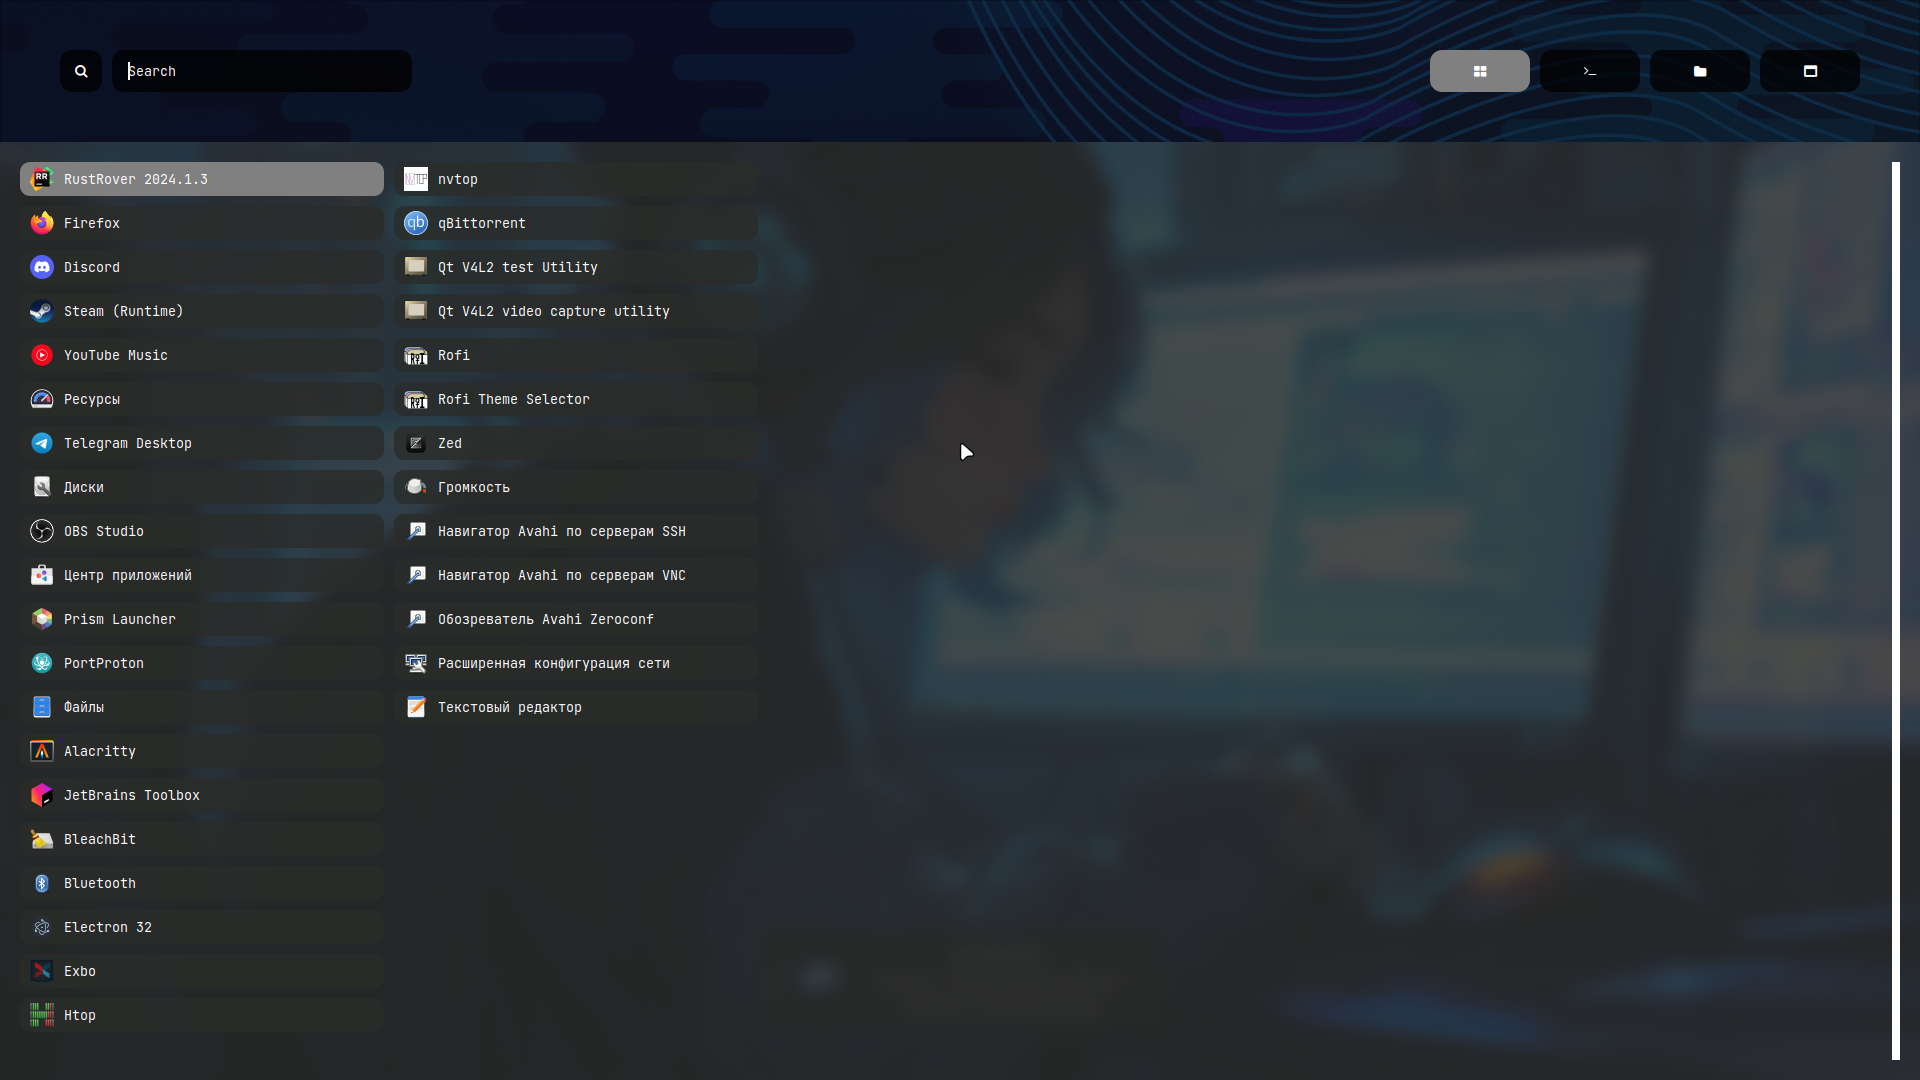 Search
RustRover 2024.1.3
Firefox
Discord
Steam (Runtime)
YouTube Music
Ресурсы
Telegram Desktop
Диски
OBS Studio
Центр приложений
Prism Launcher
PortProton
Файлы
Alacritty
JetBrains Toolbox
BleachBit
Bluetooth
Electron 32
Exbo
Htop
nvtop
qBittorrent
Qt V4L2 test Utility
Qt V4L2 video capture utility
Rofi
Rofi Theme Selector
Zed
Громкость
Навигатор Avahi по серверам SSH
Навигатор Avahi по серверам VNC
Обозреватель Avahi Zeroconf
Расширенная конфигурация сети
Текстовый редактор